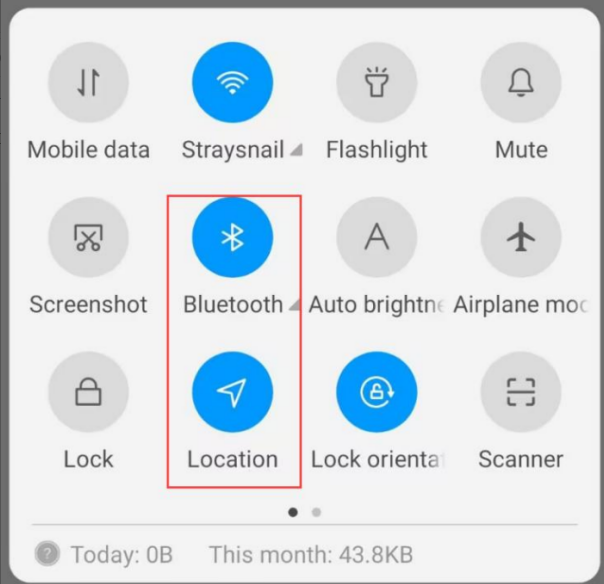 Mobile data Straysnail Flashlight Mute
Screenshot Bluetooth Auto brightne Airplane moc
Lock Location Lock orientat Scanner
Today: 0B This month: 43.8KB